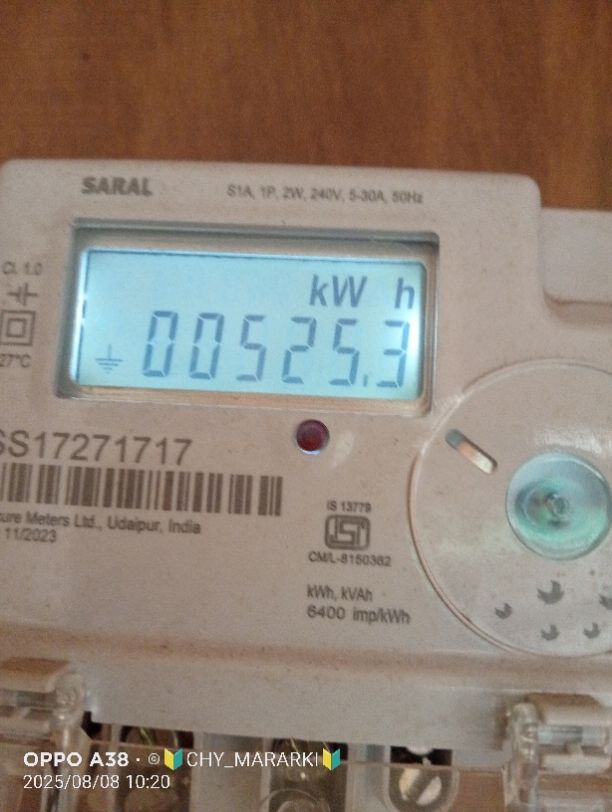 SARAL
S1A, 1P, 2W, 240V, 5-30A, 50Hz
Cl. 1.0
kW h
00525.3
27°C
SS17271717
Meters Ltd., Udaipur, India
11/2023
IS 13779
ISI
CM/L-8150362
kWh, kVAh
6400 imp/kWh
OPPO A38 · ©🔰CHY_MARARKI🔰
2025/08/08 10:20